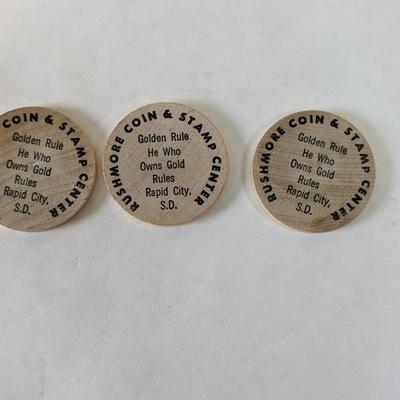 COIN & STAMP CENTER
Golden Rule
He Who
Owns Gold
Rules
Rapid City,
S.D.
RUSHMORE COIN & STAMP CENTER
Golden Rule
He Who
Owns Gold
Rules
Rapid City,
S.D.
RUSHMORE COIN & STAMP CENTER
Golden Rule
He Who
Owns Gold
Rules
Rapid City,
S.D.